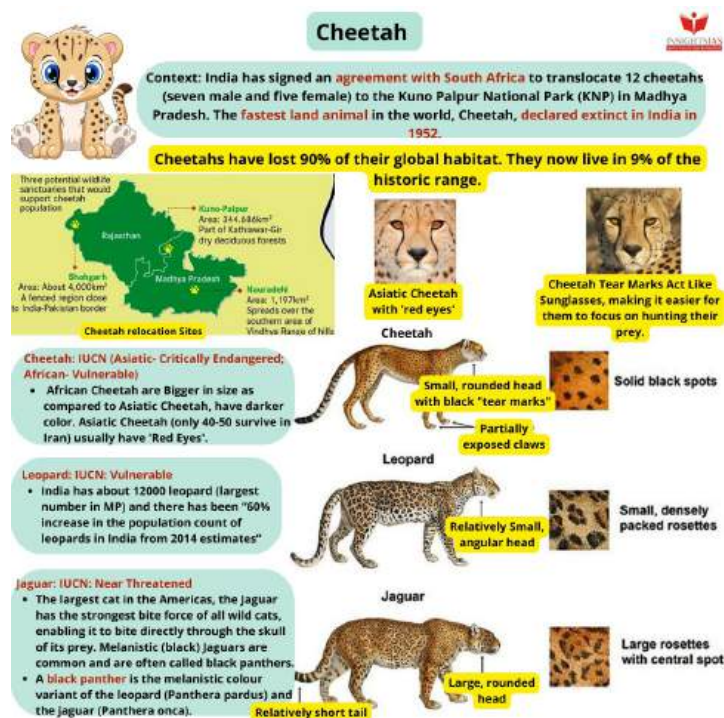 Cheetah
INSIGHTSIAS
Context: India has signed an agreement with South Africa to translocate 12 cheetahs
(seven male and five female) to the Kuno Palpur National Park (KNP) in Madhya
Pradesh. The fastest land animal in the world, Cheetah, declared extinct in India in
1952.
Cheetahs have lost 90% of their global habitat. They now live in 9% of the
historic range.
Three potential wildlife
sanctuaries that would
support cheetah
population
Kuno-Palpur
Area: 344.686km²
Part of Kathiawar-Gir
dry deciduous forests
Rajasthan
Madhya Pradesh
Shahgarh
Area: About 4,000km²
A fenced region close
to India-Pakistan border
Nauradehi
Area: 1,197km²
Spreads over the
southern area of
Vindhya Range of hills
Cheetah relocation Sites
Asiatic Cheetah
with 'red eyes'
Cheetah Tear Marks Act Like
Sunglasses, making it easier for
them to focus on hunting their
prey.
Cheetah: IUCN (Asiatic- Critically Endangered;
African- Vulnerable)
• African Cheetah are Bigger in size as
compared to Asiatic Cheetah, have darker
color. Asiatic Cheetah (only 40-50 survive in
Iran) usually have 'Red Eyes'.
Cheetah
Small, rounded head
with black "tear marks"
Partially
exposed claws
Solid black spots
Leopard: IUCN: Vulnerable
• India has about 12000 leopard (largest
number in MP) and there has been "60%
increase in the population count of
leopards in India from 2014 estimates"
Leopard
Relatively Small,
angular head
Small, densely
packed rosettes
Jaguar: IUCN: Near Threatened
• The largest cat in the Americas, the jaguar
has the strongest bite force of all wild cats,
enabling it to bite directly through the skull
of its prey. Melanistic (black) Jaguars are
common and are often called black panthers.
• A black panther is the melanistic colour
variant of the leopard (Panthera pardus) and
the jaguar (Panthera onca).
Jaguar
Large, rounded
head
Relatively short tail
Large rosettes
with central spot